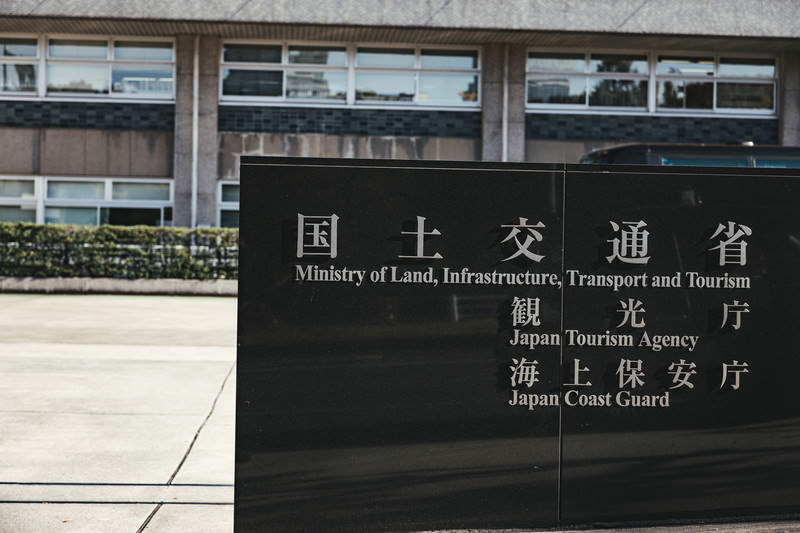 国土交通省
Ministry of Land, Infrastructure, Transport and Tourism
観光庁
Japan Tourism Agency
海上保安庁
Japan Coast Guard